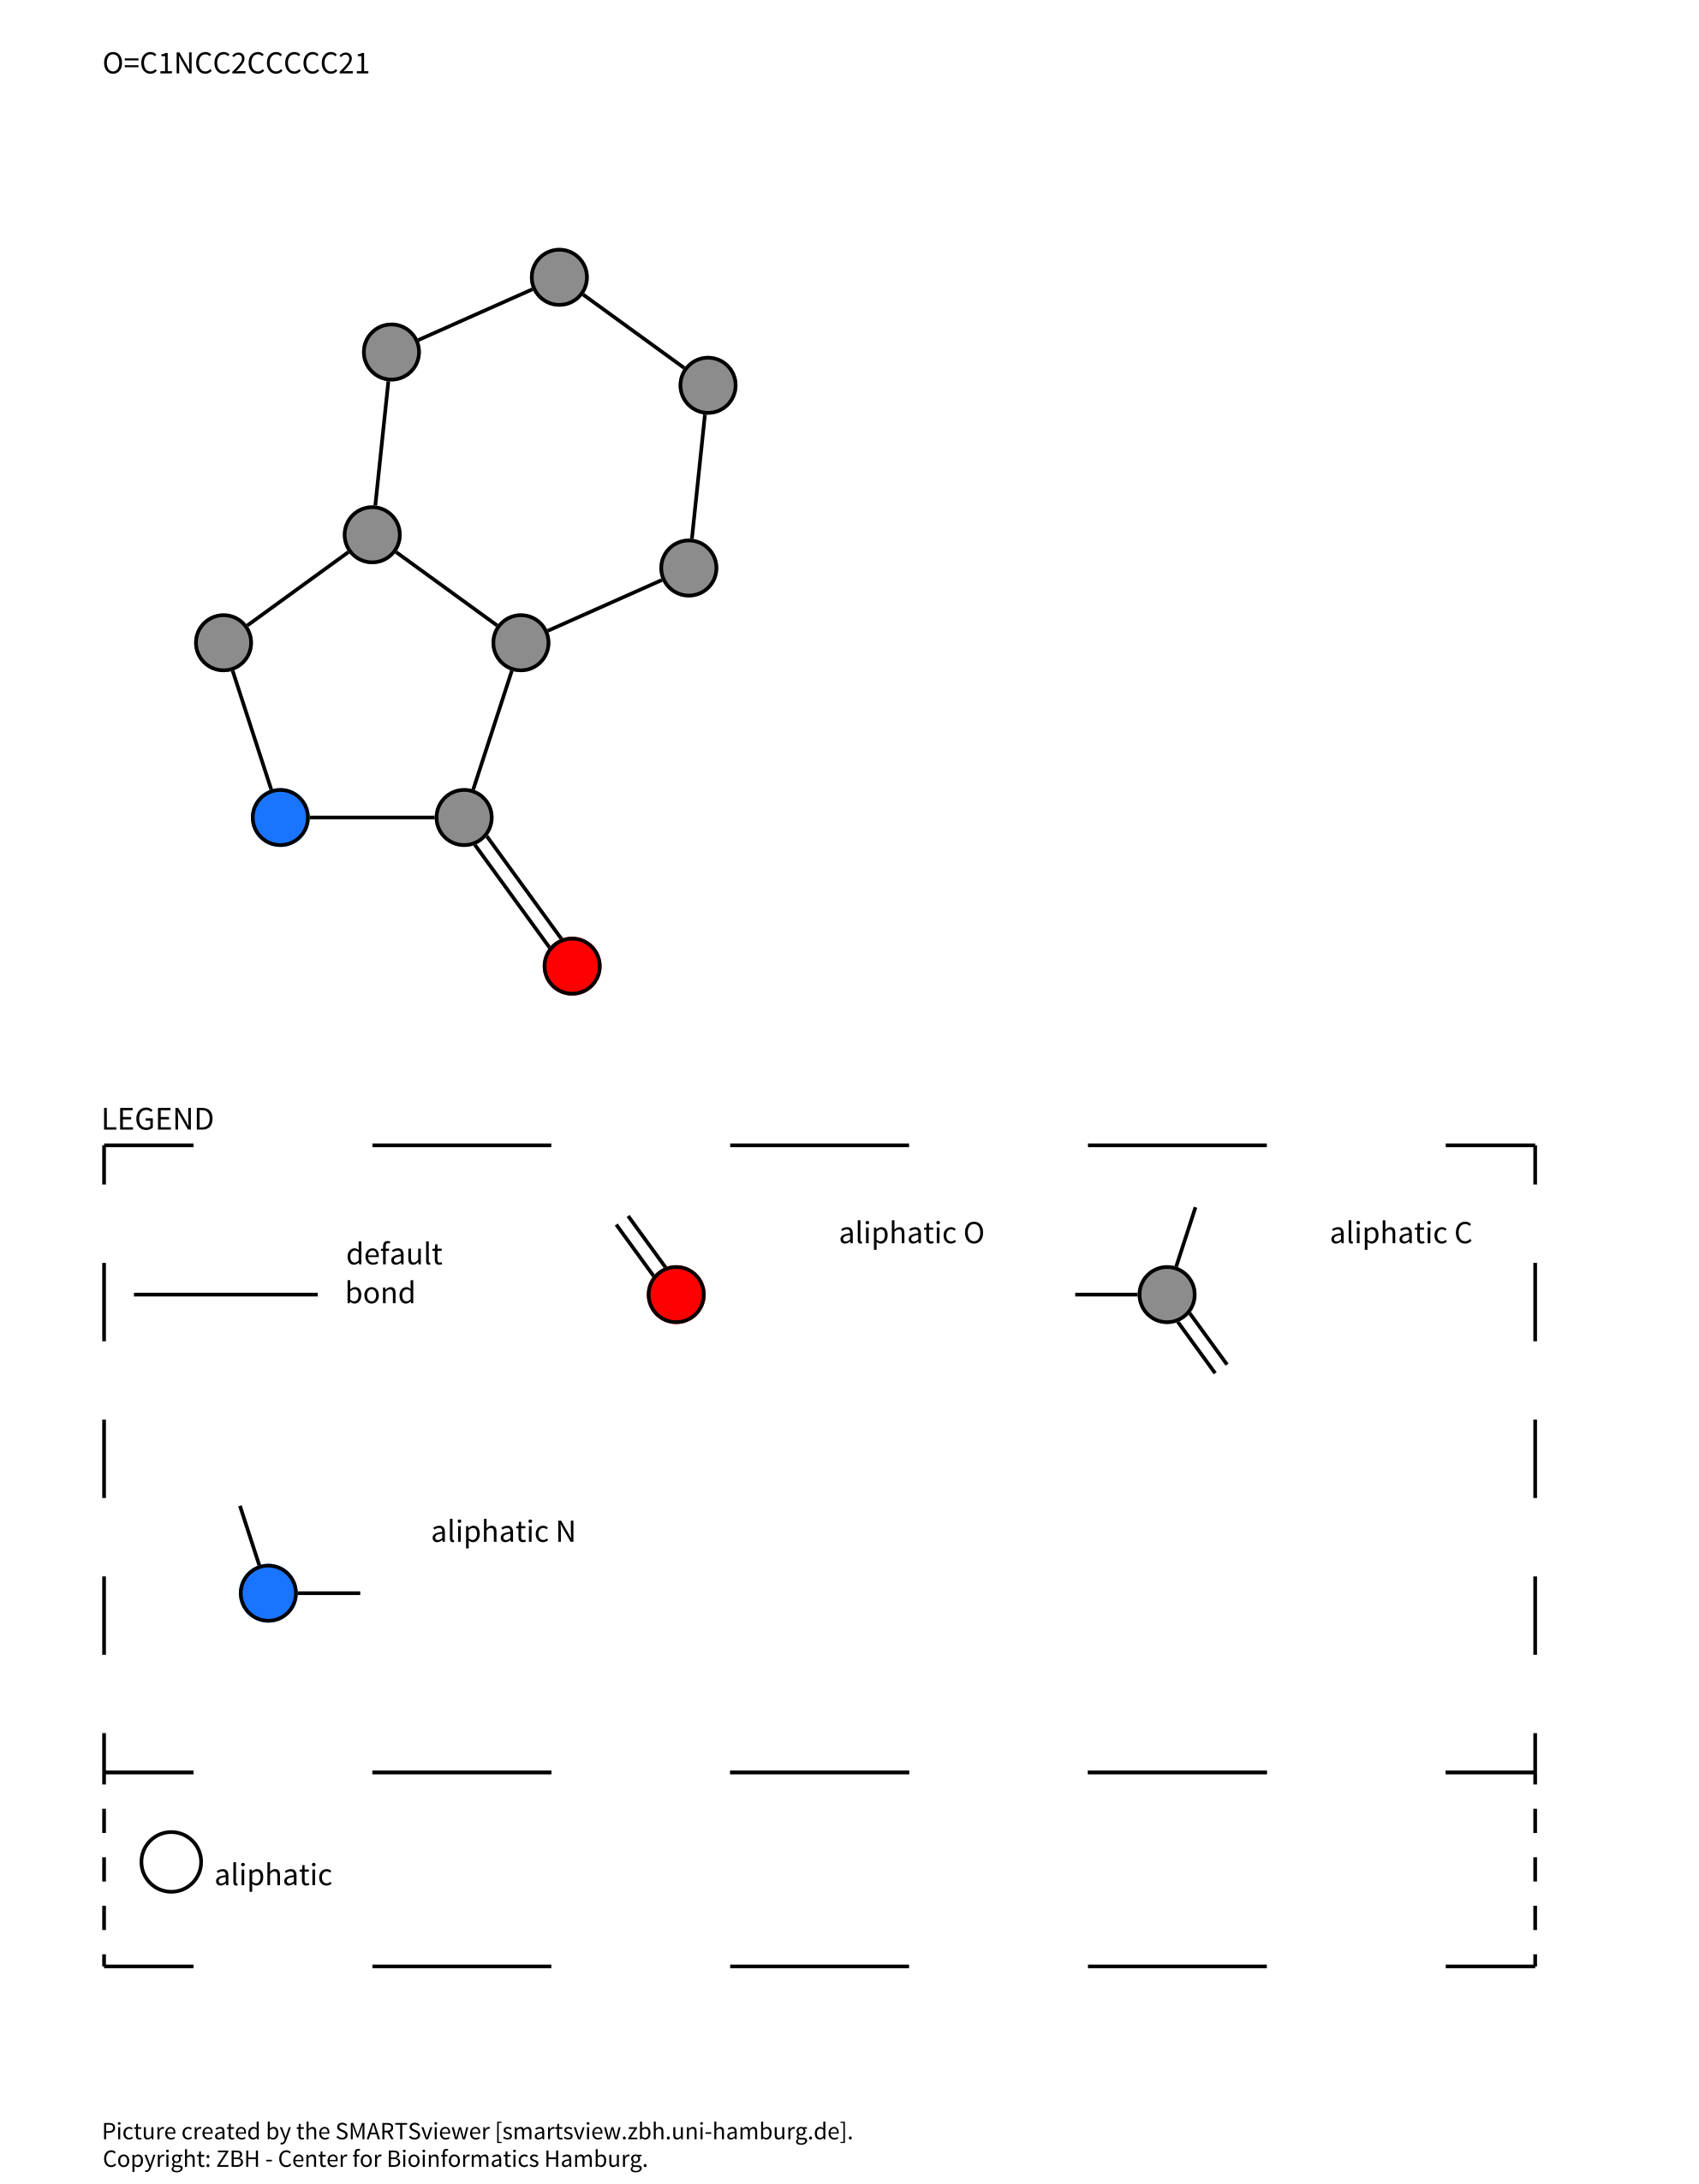 O=C1NCC2CCCCC21
LEGEND
default
bond
aliphatic O
aliphatic C
aliphatic N
aliphatic
Picture created by the SMARTSviewer [smartsview.zbh.uni-hamburg.de].
Copyright: ZBH - Center for Bioinformatics Hamburg.